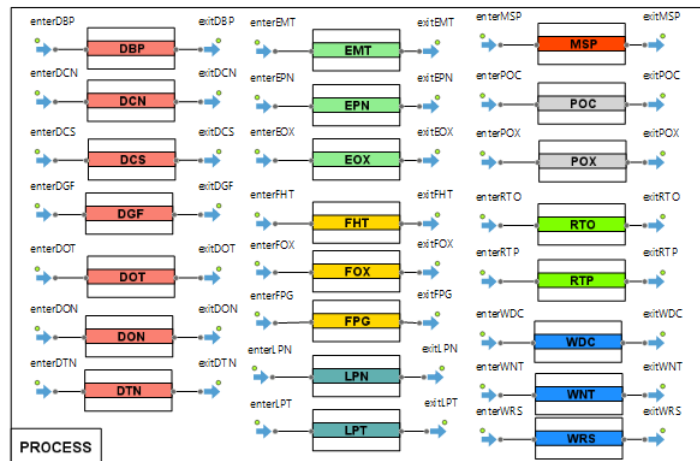 enterDBP DBP exitDBP
enterDCN DCN exitDCN
enterDCS DCS exitDCS
enterDGF DGF exitDGF
enterDOT DOT exitDOT
enterDON DON exitDON
enterDTN DTN exitDTN
enterEMT EMT exitEMT
enterEPN EPN exitEPN
enterEOX EOX exitEOX
enterFHT FHT exitFHT
enterFOX FOX exitFOX
enterFPG FPG exitFPG
enterLPN LPN exitLPN
enterLPT LPT exitLPT
enterMSP MSP exitMSP
enterPOC POC exitPOC
enterPOX POX exitPOX
enterRTO RTO exitRTO
enterRTP RTP exitRTP
enterWDC WDC exitWDC
enterWNT WNT exitWNT
enterWRS WRS exitWRS
PROCESS